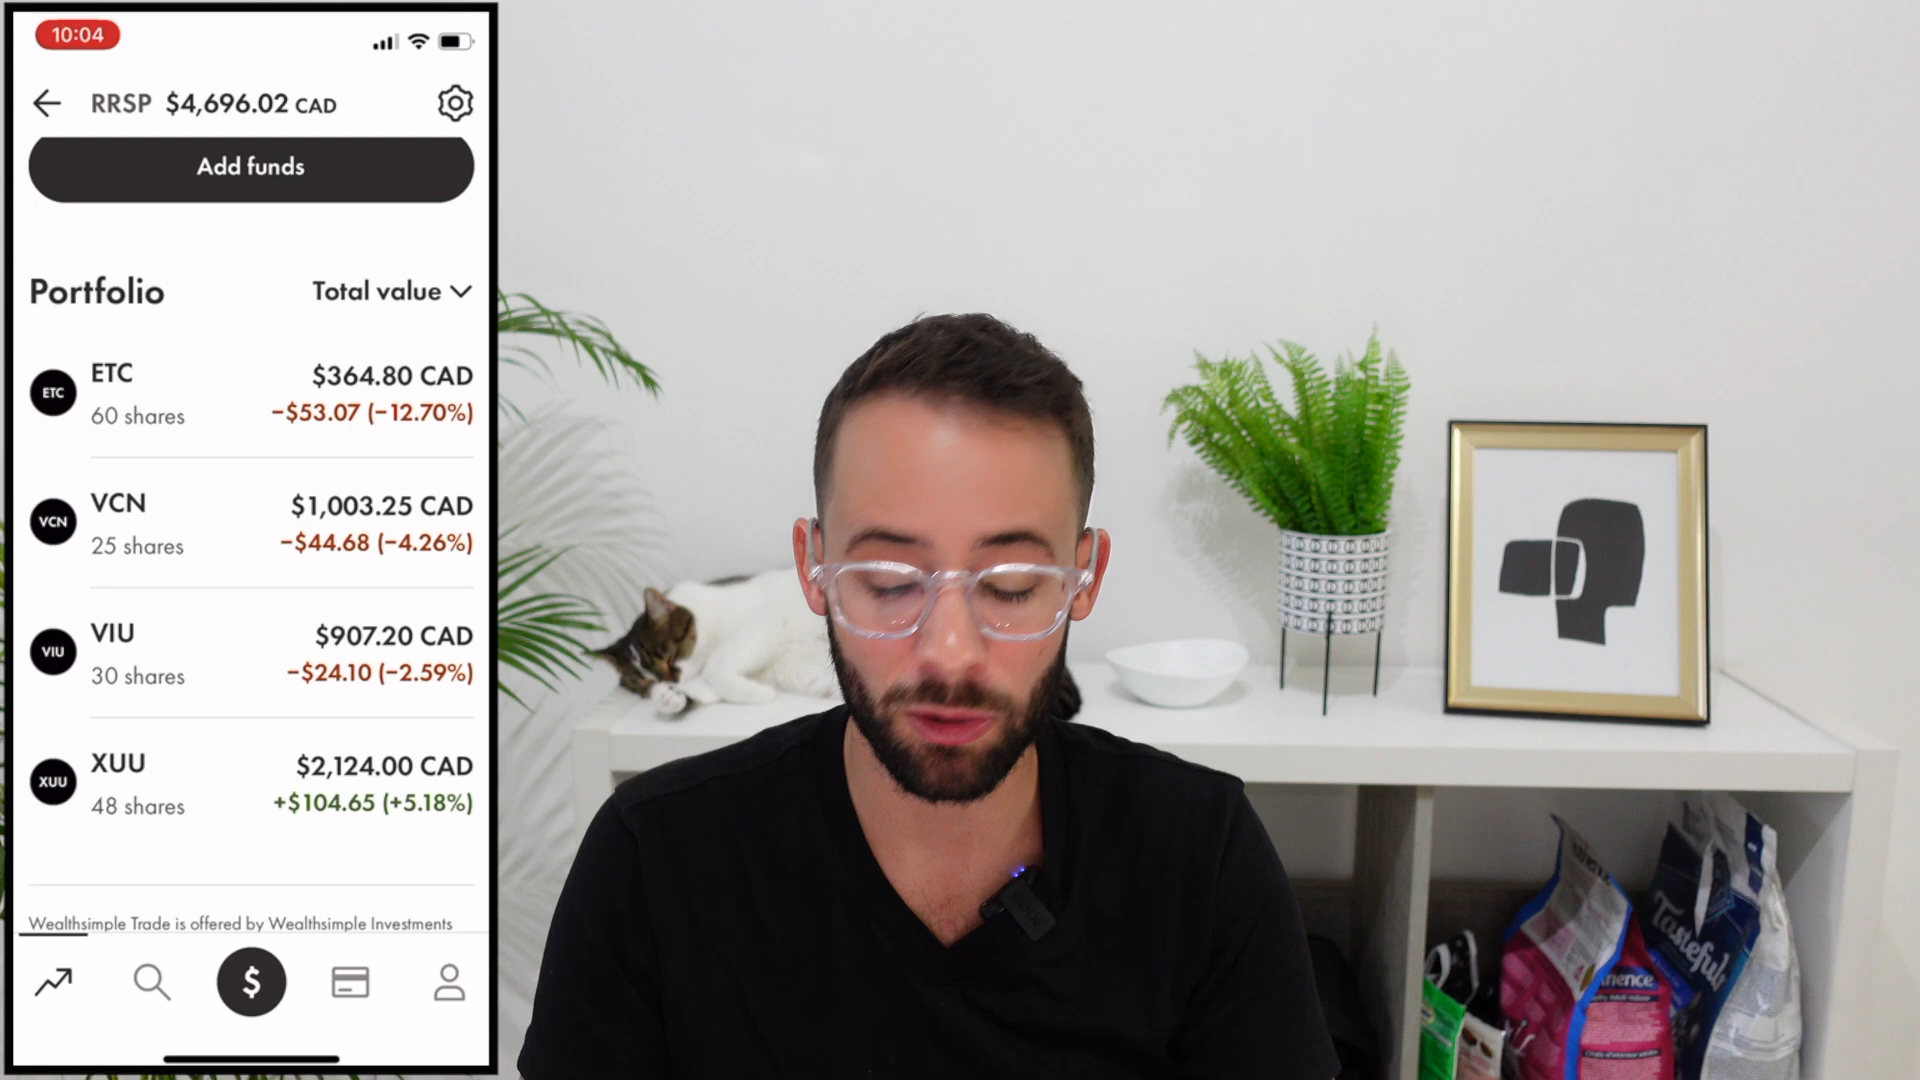 10:04
RRSP $4,696.02 CAD
Add funds
Portfolio Total value
ETC ETC $364.80 CAD
60 shares −$53.07 (−12.70%)
VCN VCN $1,003.25 CAD
25 shares −$44.68 (−4.26%)
VIU VIU $907.20 CAD
30 shares −$24.10 (−2.59%)
XUU XUU $2,124.00 CAD
48 shares +$104.65 (+5.18%)
Wealthsimple Trade is offered by Wealthsimple Investments
$
Tasteful